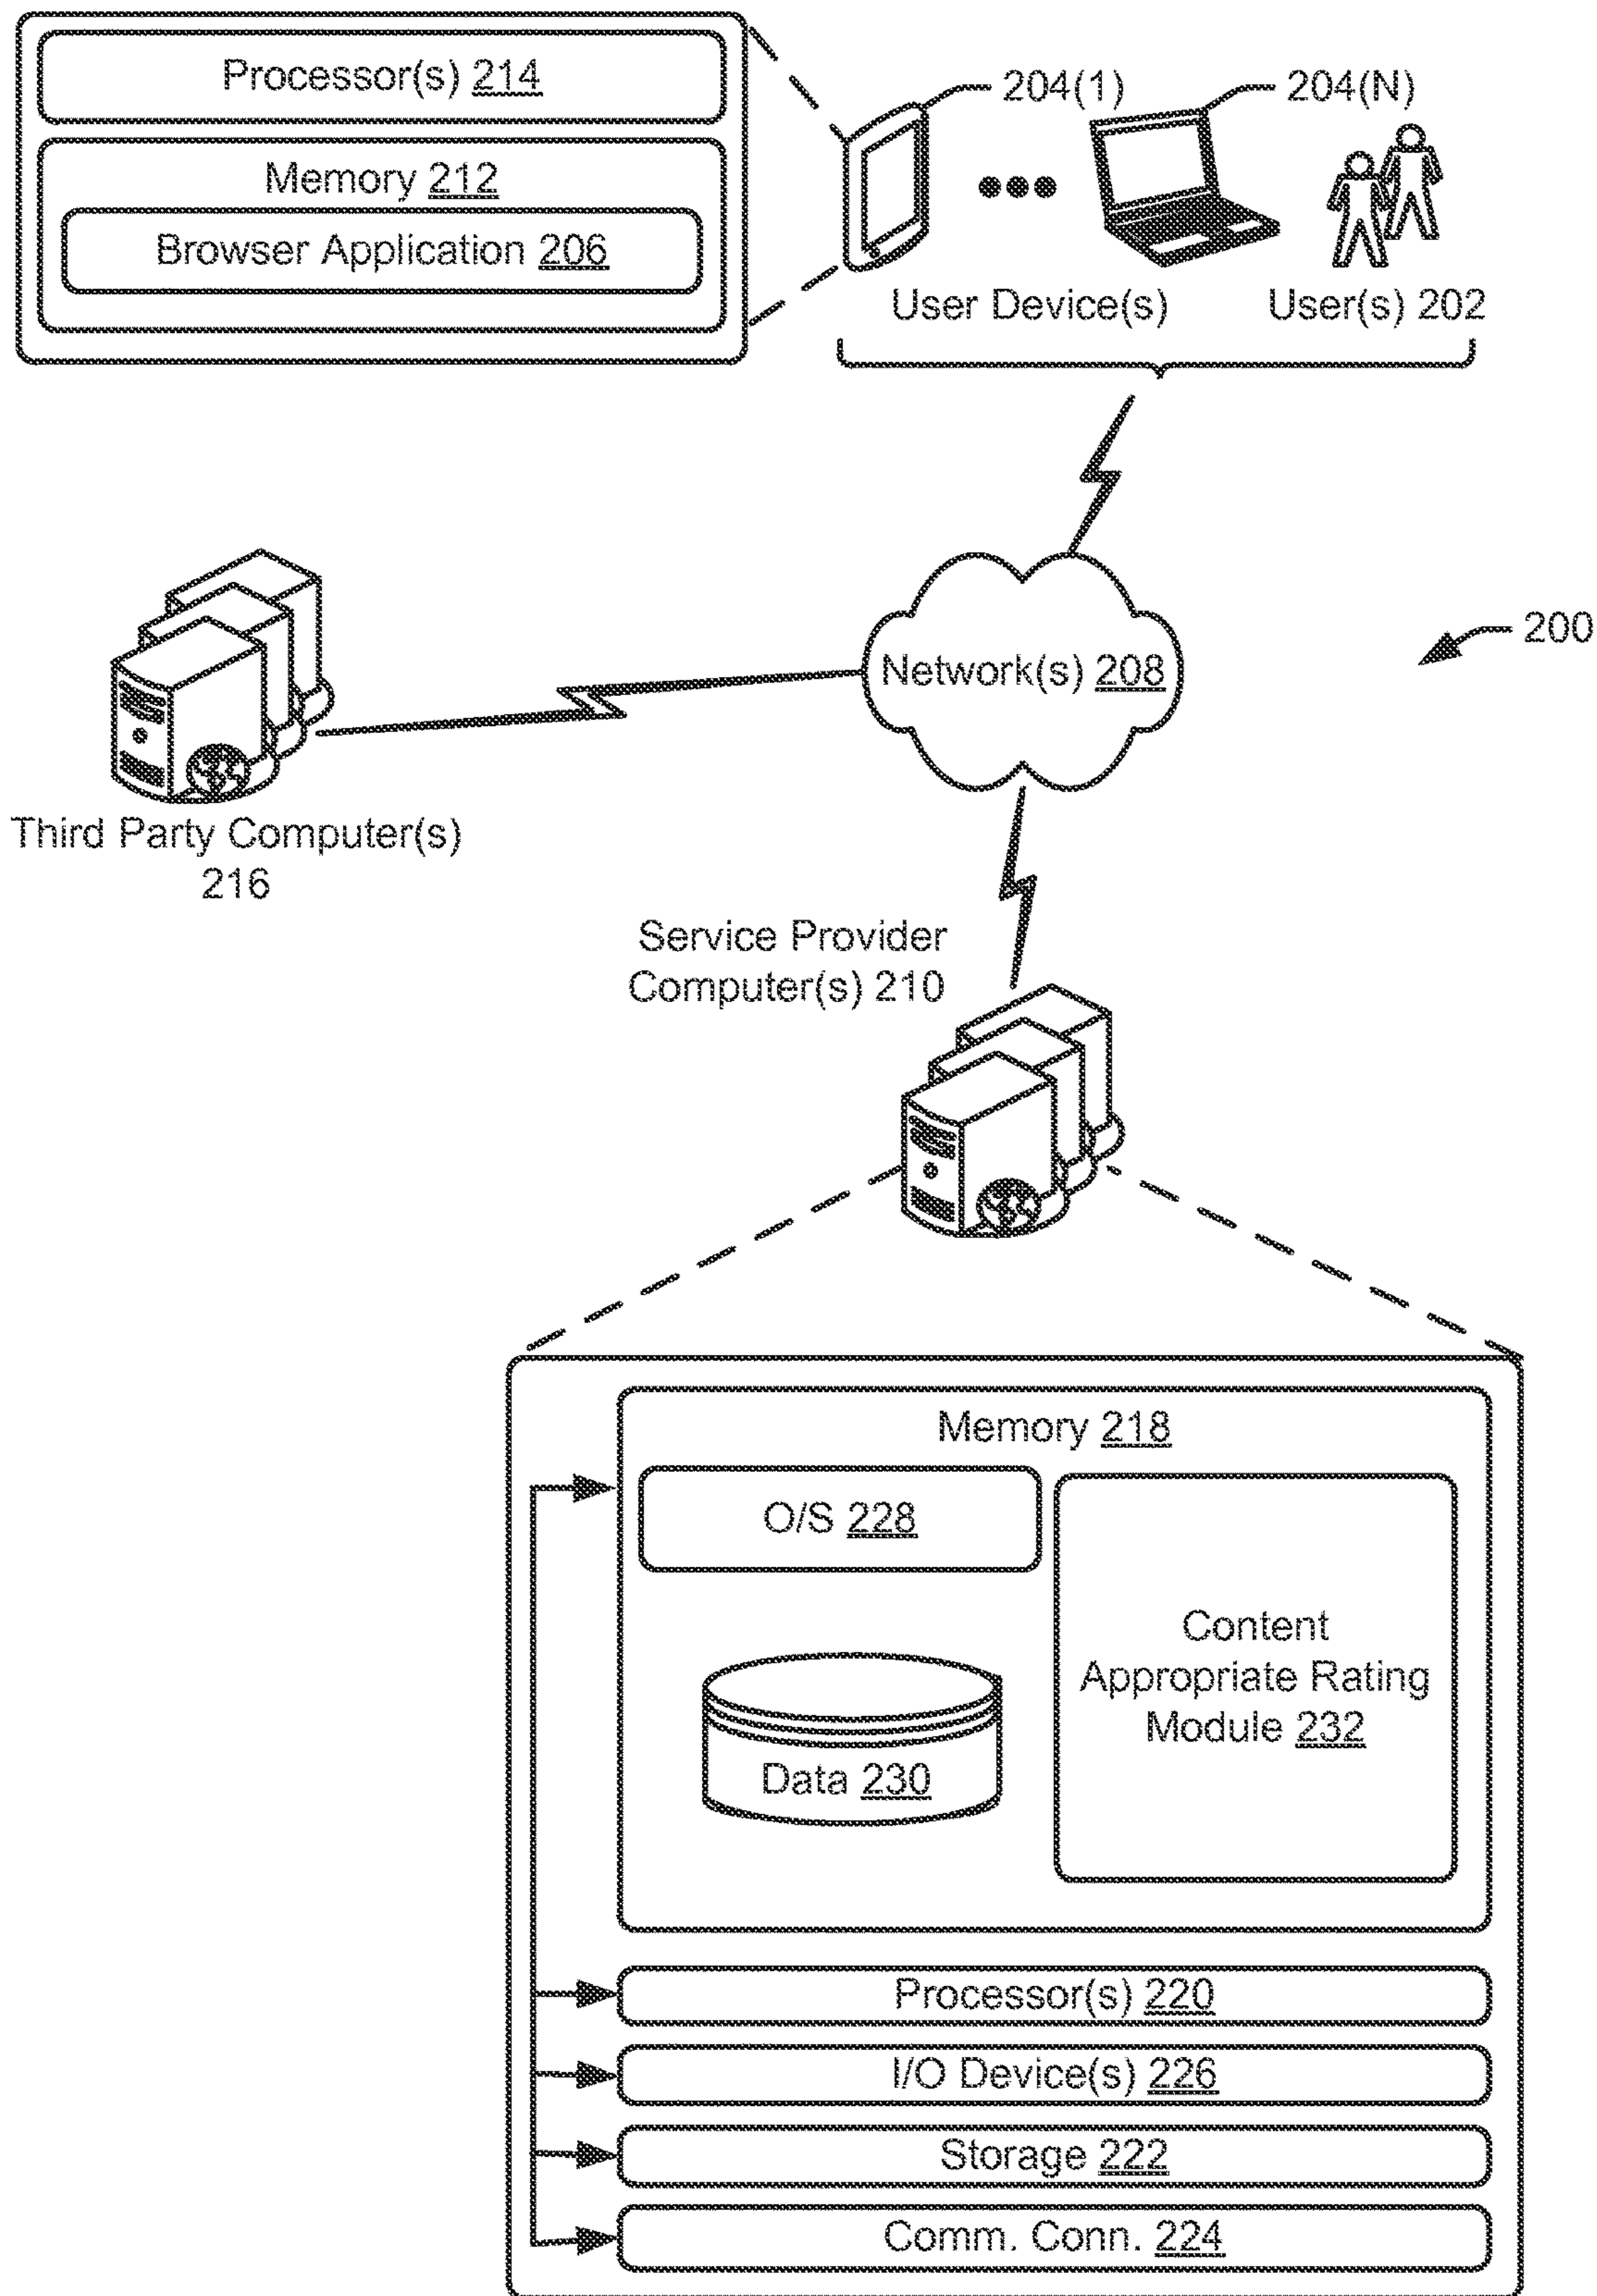 Processor(s) 214
Memory 212
Browser Application 206
204(1)
204(N)
User Device(s)
User(s) 202
200
Network(s) 208
Third Party Computer(s)
216
Service Provider
Computer(s) 210
Memory 218
O/S 228
Data 230
Content
Appropriate Rating
Module 232
Processor(s) 220
I/O Device(s) 226
Storage 222
Comm. Conn. 224